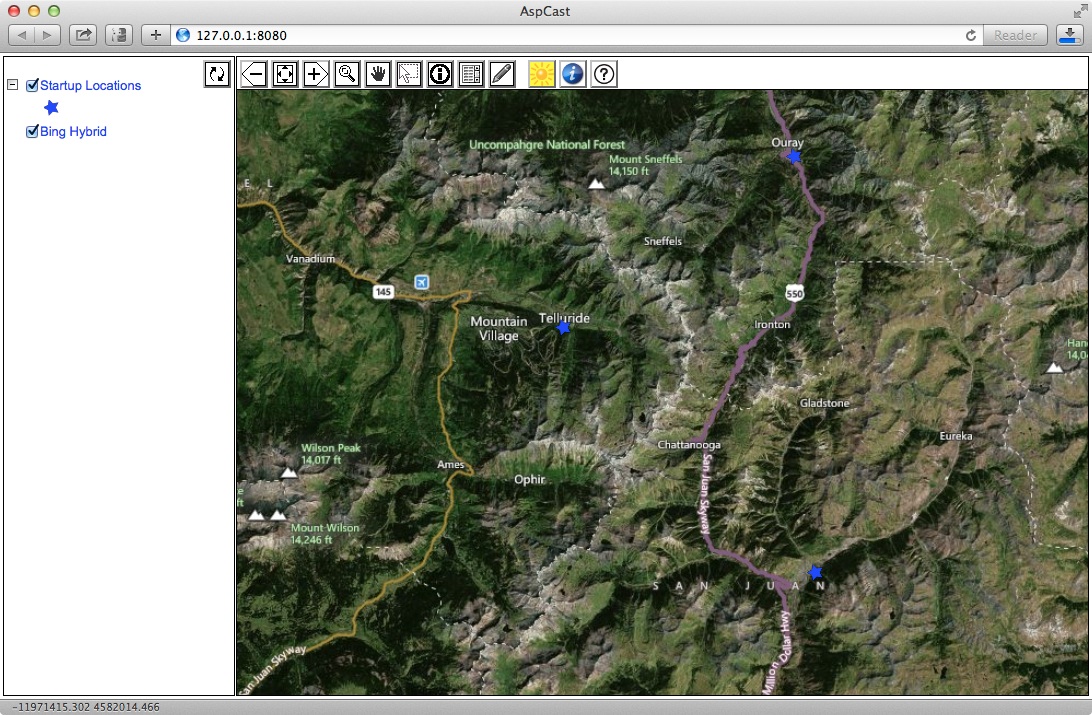 AspCast
127.0.0.1:8080
Reader
Startup Locations
Bing Hybrid
Uncompahgre National Forest
Ouray
Mount Sneffels
14,150 ft
E L
Sneffels
Vanadium
145
550
Mountain
Village
Telluride
Ironton
Han
14,0
Gladstone
Chattanooga
Eureka
Wilson Peak
14,017 ft
Ames
Ophir
e
ft
San Juan Skyway
Mount Wilson
14,246 ft
SAN JUAN
San Juan Skyway
Million Dollar Hwy
-11971415.302 4582014.466